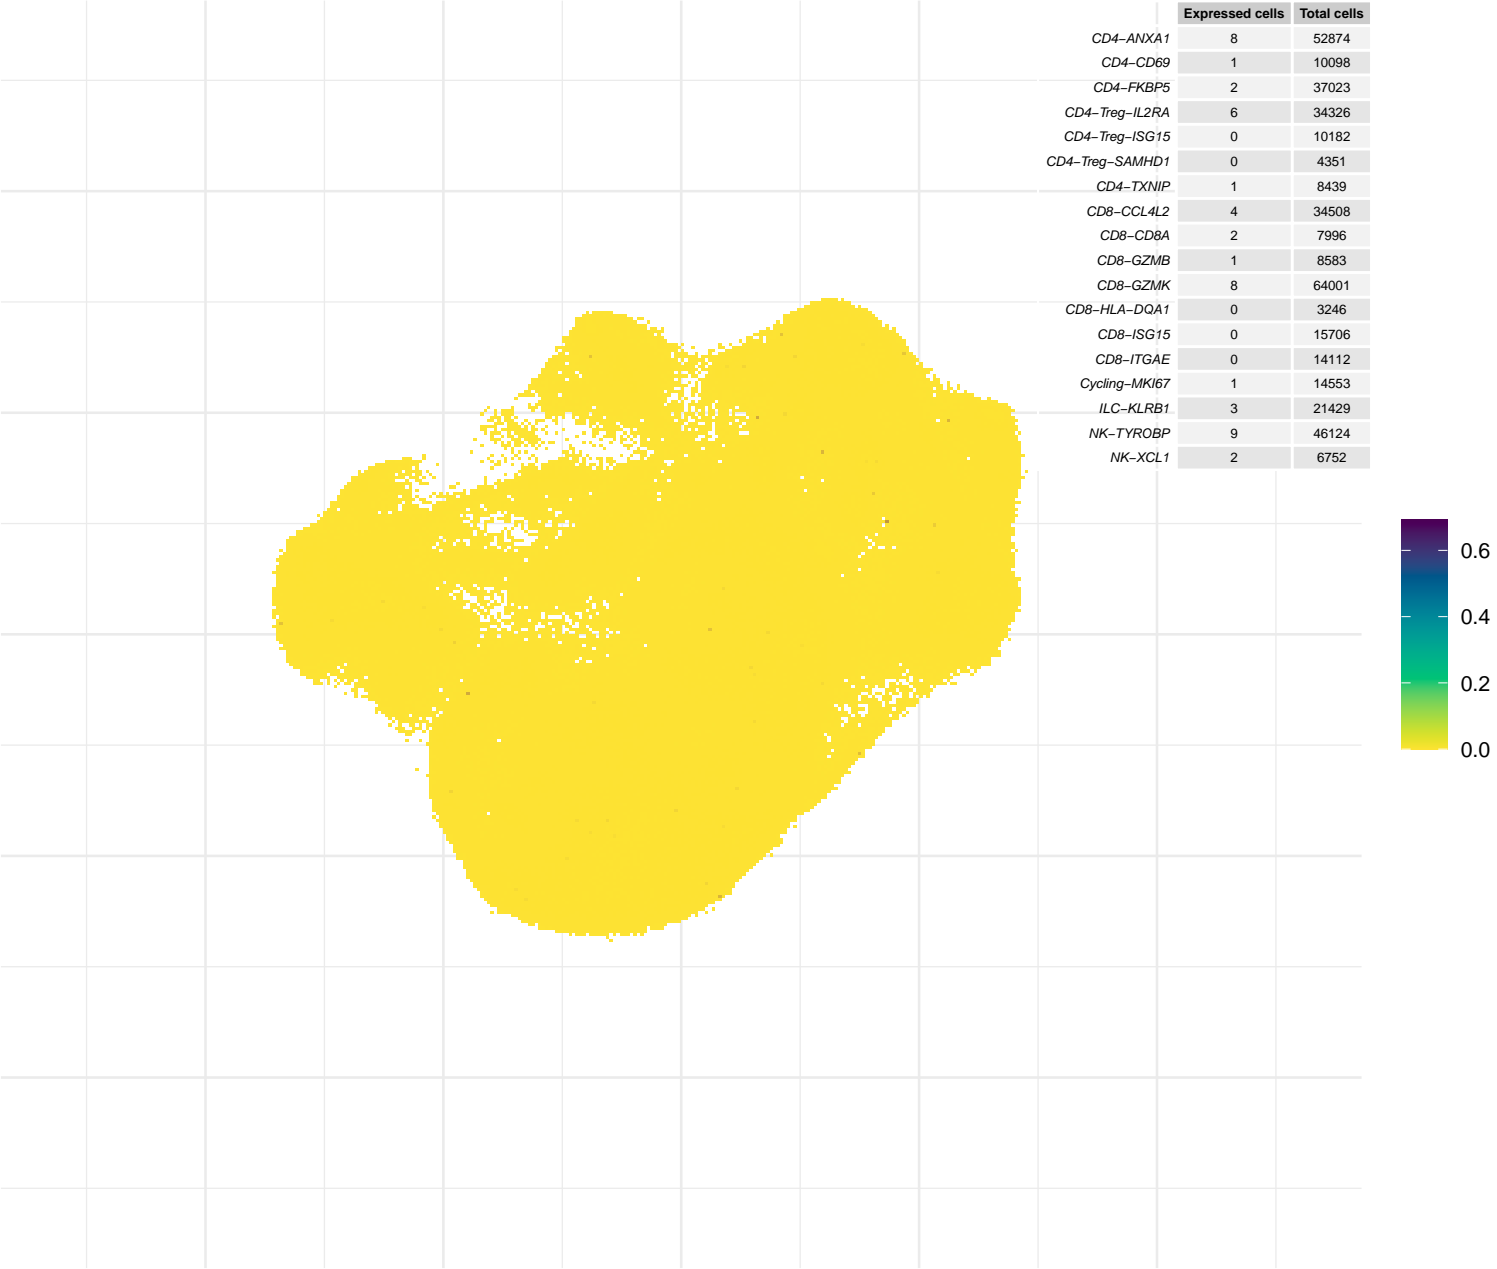 Expressed cells Total cells
CD4−ANXA1 8 52874
CD4−CD69 1 10098
CD4−FKBP5 2 37023
CD4−Treg−IL2RA 6 34326
CD4−Treg−ISG15 0 10182
CD4−Treg−SAMHD1 0 4351
CD4−TXNIP 1 8439
CD8−CCL4L2 4 34508
CD8−CD8A 2 7996
CD8−GZMB 1 8583
CD8−GZMK 8 64001
CD8−HLA−DQA1 0 3246
CD8−ISG15 0 15706
CD8−ITGAE 0 14112
Cycling−MKI67 1 14553
ILC−KLRB1 3 21429
NK−TYROBP 9 46124
NK−XCL1 2 6752
0.6
0.4
0.2
0.0